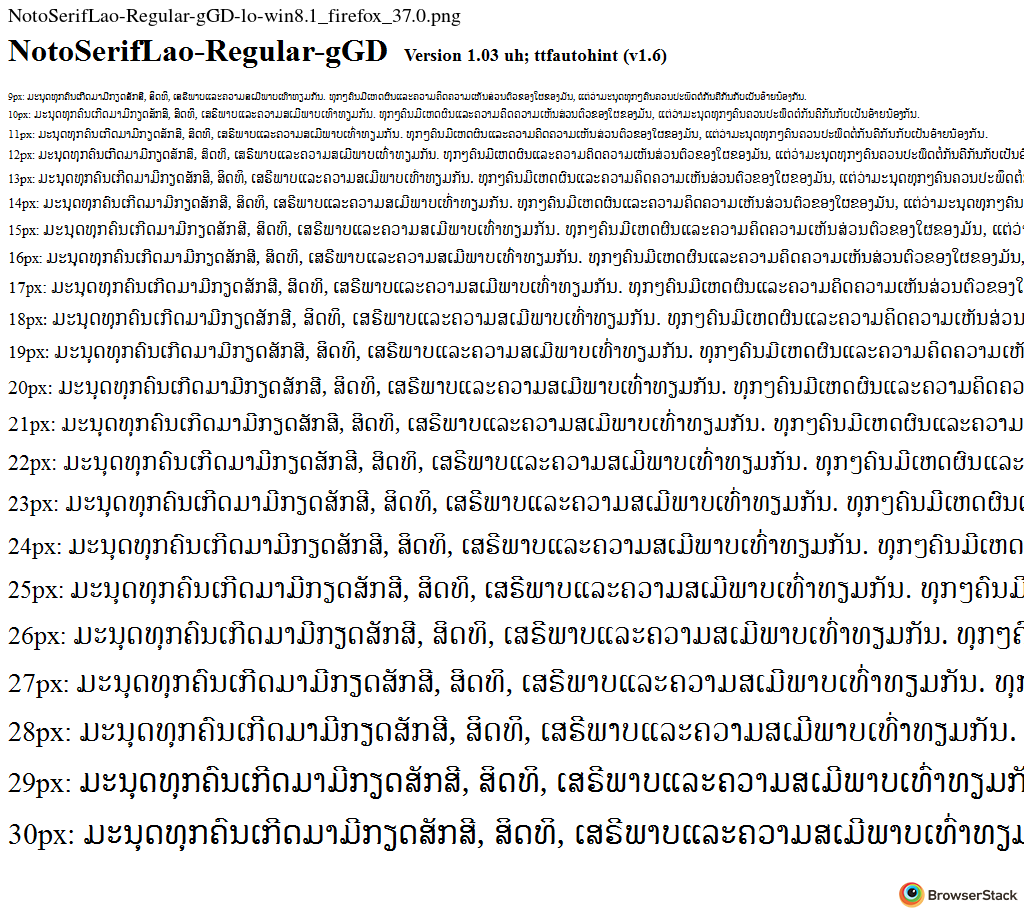 NotoSerifLao-Regular-gGD-lo-win8.1_firefox_37.0.png
NotoSerifLao-Regular-gGD Version 1.03 uh; ttfautohint (v1.6)
9px: ມະນຸດທຸກຄົນເກີດມາມີກຽດສັກສີ, ສິດທິ, ເສຣີພາບແລະຄວາມສເມີພາບເທົ່າທຽມກັນ. ທຸກໆຄົນມີເຫດຜົນແລະຄວາມຄິດຄວາມເຫັນສ່ວນຕົວຂອງໃຜຂອງມັນ, ແຕ່ວ່າມະນຸດທຸກໆຄົນຄວນປະພຶດຕໍ່ກັນຄືກັນກັບເປັນອ້າຍນ້ອງກັນ.
10px: ມະນຸດທຸກຄົນເກີດມາມີກຽດສັກສີ, ສິດທິ, ເສຣີພາບແລະຄວາມສເມີພາບເທົ່າທຽມກັນ. ທຸກໆຄົນມີເຫດຜົນແລະຄວາມຄິດຄວາມເຫັນສ່ວນຕົວຂອງໃຜຂອງມັນ, ແຕ່ວ່າມະນຸດທຸກໆຄົນຄວນປະພຶດຕໍ່ກັນຄືກັນກັບເປັນອ້າຍນ້ອງກັນ.
11px: ມະນຸດທຸກຄົນເກີດມາມີກຽດສັກສີ, ສິດທິ, ເສຣີພາບແລະຄວາມສເມີພາບເທົ່າທຽມກັນ. ທຸກໆຄົນມີເຫດຜົນແລະຄວາມຄິດຄວາມເຫັນສ່ວນຕົວຂອງໃຜຂອງມັນ, ແຕ່ວ່າມະນຸດທຸກໆຄົນຄວນປະພຶດຕໍ່ກັນຄືກັນກັບເປັນອ້າຍນ້ອງກັນ.
12px: ມະນຸດທຸກຄົນເກີດມາມີກຽດສັກສີ, ສິດທິ, ເສຣີພາບແລະຄວາມສເມີພາບເທົ່າທຽມກັນ. ທຸກໆຄົນມີເຫດຜົນແລະຄວາມຄິດຄວາມເຫັນສ່ວນຕົວຂອງໃຜຂອງມັນ, ແຕ່ວ່າມະນຸດທຸກໆຄົນຄວນປະພຶດຕໍ່ກັນຄືກັນກັບເປັນອ້
13px: ມະນຸດທຸກຄົນເກີດມາມີກຽດສັກສີ, ສິດທິ, ເສຣີພາບແລະຄວາມສເມີພາບເທົ່າທຽມກັນ. ທຸກໆຄົນມີເຫດຜົນແລະຄວາມຄິດຄວາມເຫັນສ່ວນຕົວຂອງໃຜຂອງມັນ, ແຕ່ວ່າມະນຸດທຸກໆຄົນຄວນປະພຶດຕໍ່
14px: ມະນຸດທຸກຄົນເກີດມາມີກຽດສັກສີ, ສິດທິ, ເສຣີພາບແລະຄວາມສເມີພາບເທົ່າທຽມກັນ. ທຸກໆຄົນມີເຫດຜົນແລະຄວາມຄິດຄວາມເຫັນສ່ວນຕົວຂອງໃຜຂອງມັນ, ແຕ່ວ່າມະນຸດທຸກໆຄົນ
15px: ມະນຸດທຸກຄົນເກີດມາມີກຽດສັກສີ, ສິດທິ, ເສຣີພາບແລະຄວາມສເມີພາບເທົ່າທຽມກັນ. ທຸກໆຄົນມີເຫດຜົນແລະຄວາມຄິດຄວາມເຫັນສ່ວນຕົວຂອງໃຜຂອງມັນ, ແຕ່ວ່
16px: ມະນຸດທຸກຄົນເກີດມາມີກຽດສັກສີ, ສິດທິ, ເສຣີພາບແລະຄວາມສເມີພາບເທົ່າທຽມກັນ. ທຸກໆຄົນມີເຫດຜົນແລະຄວາມຄິດຄວາມເຫັນສ່ວນຕົວຂອງໃຜຂອງມັນ,
17px: ມະນຸດທຸກຄົນເກີດມາມີກຽດສັກສີ, ສິດທິ, ເສຣີພາບແລະຄວາມສເມີພາບເທົ່າທຽມກັນ. ທຸກໆຄົນມີເຫດຜົນແລະຄວາມຄິດຄວາມເຫັນສ່ວນຕົວຂອງໃ
18px: ມະນຸດທຸກຄົນເກີດມາມີກຽດສັກສີ, ສິດທິ, ເສຣີພາບແລະຄວາມສເມີພາບເທົ່າທຽມກັນ. ທຸກໆຄົນມີເຫດຜົນແລະຄວາມຄິດຄວາມເຫັນສ່ວນ
19px: ມະນຸດທຸກຄົນເກີດມາມີກຽດສັກສີ, ສິດທິ, ເສຣີພາບແລະຄວາມສເມີພາບເທົ່າທຽມກັນ. ທຸກໆຄົນມີເຫດຜົນແລະຄວາມຄິດຄວາມເຫັ
20px: ມະນຸດທຸກຄົນເກີດມາມີກຽດສັກສີ, ສິດທິ, ເສຣີພາບແລະຄວາມສເມີພາບເທົ່າທຽມກັນ. ທຸກໆຄົນມີເຫດຜົນແລະຄວາມຄິດຄວ
21px: ມະນຸດທຸກຄົນເກີດມາມີກຽດສັກສີ, ສິດທິ, ເສຣີພາບແລະຄວາມສເມີພາບເທົ່າທຽມກັນ. ທຸກໆຄົນມີເຫດຜົນແລະຄວາມ
22px: ມະນຸດທຸກຄົນເກີດມາມີກຽດສັກສີ, ສິດທິ, ເສຣີພາບແລະຄວາມສເມີພາບເທົ່າທຽມກັນ. ທຸກໆຄົນມີເຫດຜົນແລະ
23px: ມະນຸດທຸກຄົນເກີດມາມີກຽດສັກສີ, ສິດທິ, ເສຣີພາບແລະຄວາມສເມີພາບເທົ່າທຽມກັນ. ທຸກໆຄົນມີເຫດຜົນ
24px: ມະນຸດທຸກຄົນເກີດມາມີກຽດສັກສີ, ສິດທິ, ເສຣີພາບແລະຄວາມສເມີພາບເທົ່າທຽມກັນ. ທຸກໆຄົນມີເຫດ
25px: ມະນຸດທຸກຄົນເກີດມາມີກຽດສັກສີ, ສິດທິ, ເສຣີພາບແລະຄວາມສເມີພາບເທົ່າທຽມກັນ. ທຸກໆຄົນມີ
26px: ມະນຸດທຸກຄົນເກີດມາມີກຽດສັກສີ, ສິດທິ, ເສຣີພາບແລະຄວາມສເມີພາບເທົ່າທຽມກັນ. ທຸກໆຄົ
27px: ມະນຸດທຸກຄົນເກີດມາມີກຽດສັກສີ, ສິດທິ, ເສຣີພາບແລະຄວາມສເມີພາບເທົ່າທຽມກັນ. ທຸກ
28px: ມະນຸດທຸກຄົນເກີດມາມີກຽດສັກສີ, ສິດທິ, ເສຣີພາບແລະຄວາມສເມີພາບເທົ່າທຽມກັນ.
29px: ມະນຸດທຸກຄົນເກີດມາມີກຽດສັກສີ, ສິດທິ, ເສຣີພາບແລະຄວາມສເມີພາບເທົ່າທຽມກັ
30px: ມະນຸດທຸກຄົນເກີດມາມີກຽດສັກສີ, ສິດທິ, ເສຣີພາບແລະຄວາມສເມີພາບເທົ່າທຽມ
BrowserStack